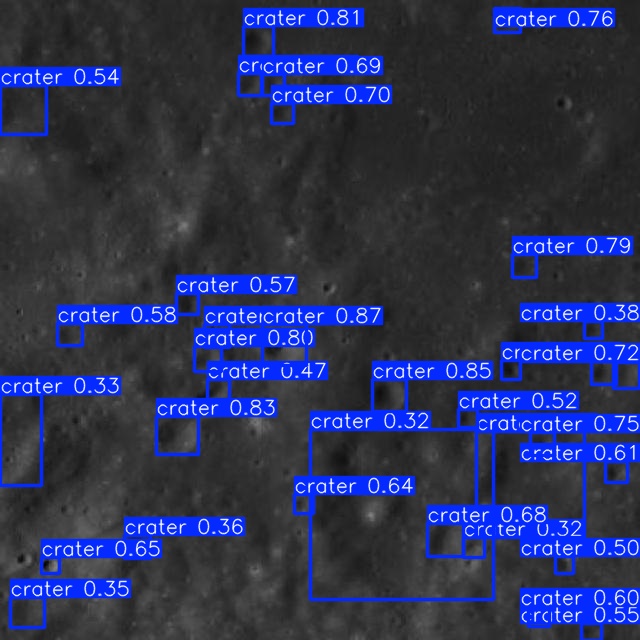 crater 0.81
crater 0.76
crater 0.69
crater 0.54
crater 0.70
crater 0.79
crater 0.57
crater 0.38
crater 0.58
crater 0.87
crater 0.80
crater 0.72
crater 0.47
crater 0.85
crater 0.33
crater 0.52
crater 0.83
crater 0.32
crater 0.75
crater 0.61
crater 0.64
crater 0.68
crater 0.36
crater 0.32
crater 0.65
crater 0.50
crater 0.35
crater 0.60
crater 0.55